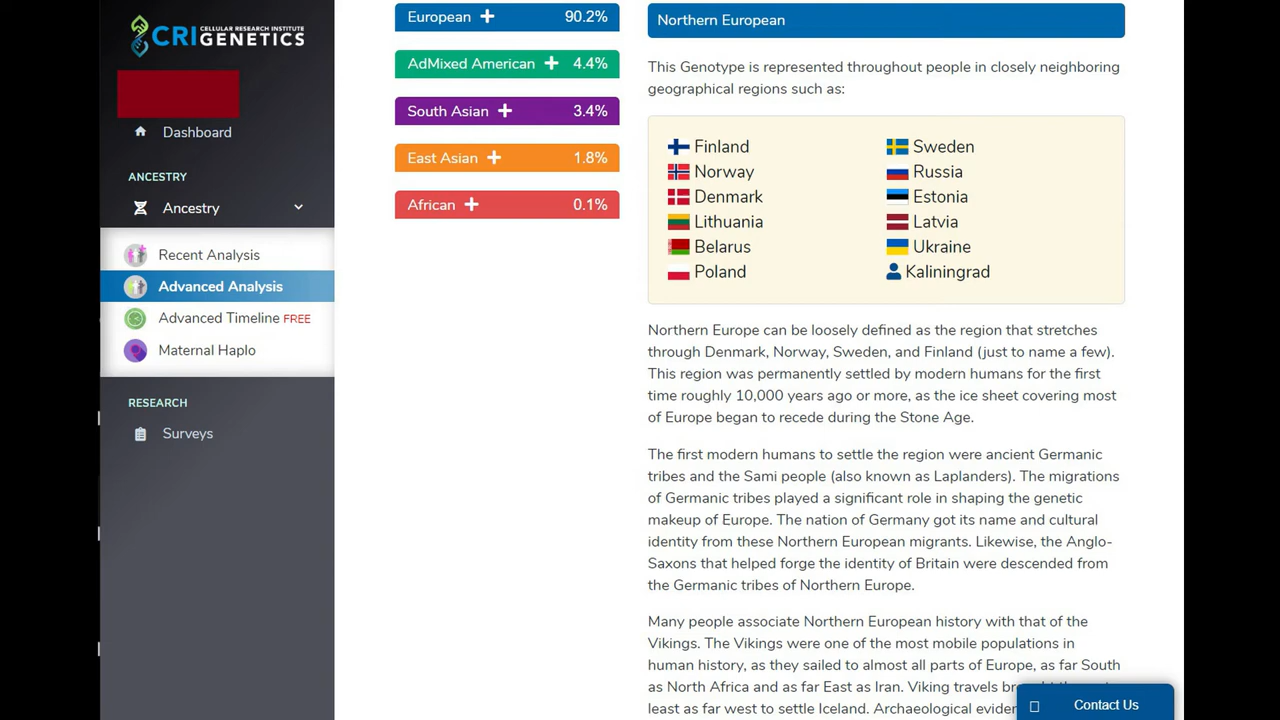 CELLULAR RESEARCH INSTITUTE
CRIGENETICS
Dashboard
ANCESTRY
Ancestry
Recent Analysis
Advanced Analysis
Advanced Timeline FREE
Maternal Haplo
RESEARCH
Surveys
European + 90.2%
AdMixed American + 4.4%
South Asian + 3.4%
East Asian + 1.8%
African + 0.1%
Northern European
This Genotype is represented throughout people in closely neighboring
geographical regions such as:
Finland
Norway
Denmark
Lithuania
Belarus
Poland
Sweden
Russia
Estonia
Latvia
Ukraine
Kaliningrad
Northern Europe can be loosely defined as the region that stretches
through Denmark, Norway, Sweden, and Finland (just to name a few).
This region was permanently settled by modern humans for the first
time roughly 10,000 years ago or more, as the ice sheet covering most
of Europe began to recede during the Stone Age.
The first modern humans to settle the region were ancient Germanic
tribes and the Sami people (also known as Laplanders). The migrations
of Germanic tribes played a significant role in shaping the genetic
makeup of Europe. The nation of Germany got its name and cultural
identity from these Northern European migrants. Likewise, the Anglo-
Saxons that helped forge the identity of Britain were descended from
the Germanic tribes of Northern Europe.
Many people associate Northern European history with that of the
Vikings. The Vikings were one of the most mobile populations in
human history, as they sailed to almost all parts of Europe, as far South
as North Africa and as far East as Iran. Viking travels
least as far west to settle Iceland. Archaeological
Contact Us